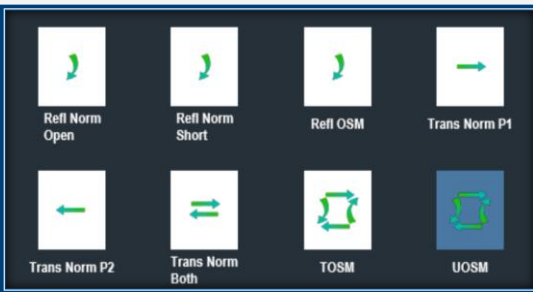 Refl Norm
Open
Refl Norm
Short
Refl OSM
Trans Norm P1
Trans Norm P2
Trans Norm
Both
TOSM
UOSM